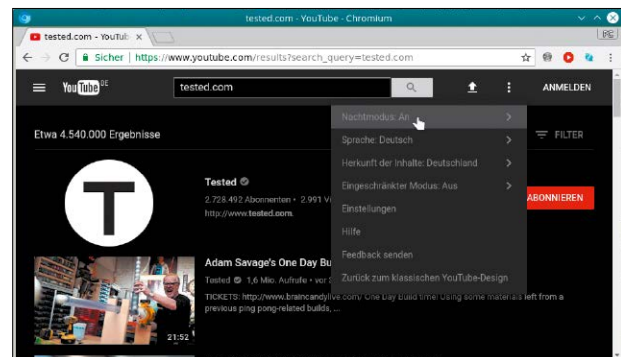 tested.com - YouTube - Chromium
tested.com - YouTub
Sicher | https://www.youtube.com/results?search_query=tested.com
YouTube DE
tested.com
ANMELDEN
Nachtmodus: An
Etwa 4.540.000 Ergebnisse
Sprache: Deutsch
FILTER
Herkunft der Inhalte: Deutschland
T
Tested
Eingeschränkter Modus: Aus
2.728.492 Abonnenten • 2.991 V
ABONNIEREN
http://www.tested.com.
Einstellungen
Hilfe
Feedback senden
Adam Savage's One Day Bu
Tested 1,6 Mio. Aufrufe • vor
Zurück zum klassischen YouTube-Design
TICKETS: http://www.braincandylive.com/ One Day Build time! Using some materials left from a
previous ping pong-related builds, ...
21:52